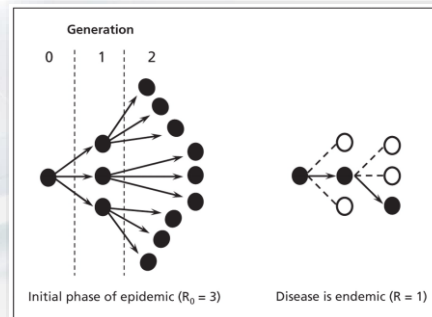 Generation
0 1 2
Initial phase of epidemic (R₀ = 3)
Disease is endemic (R = 1)